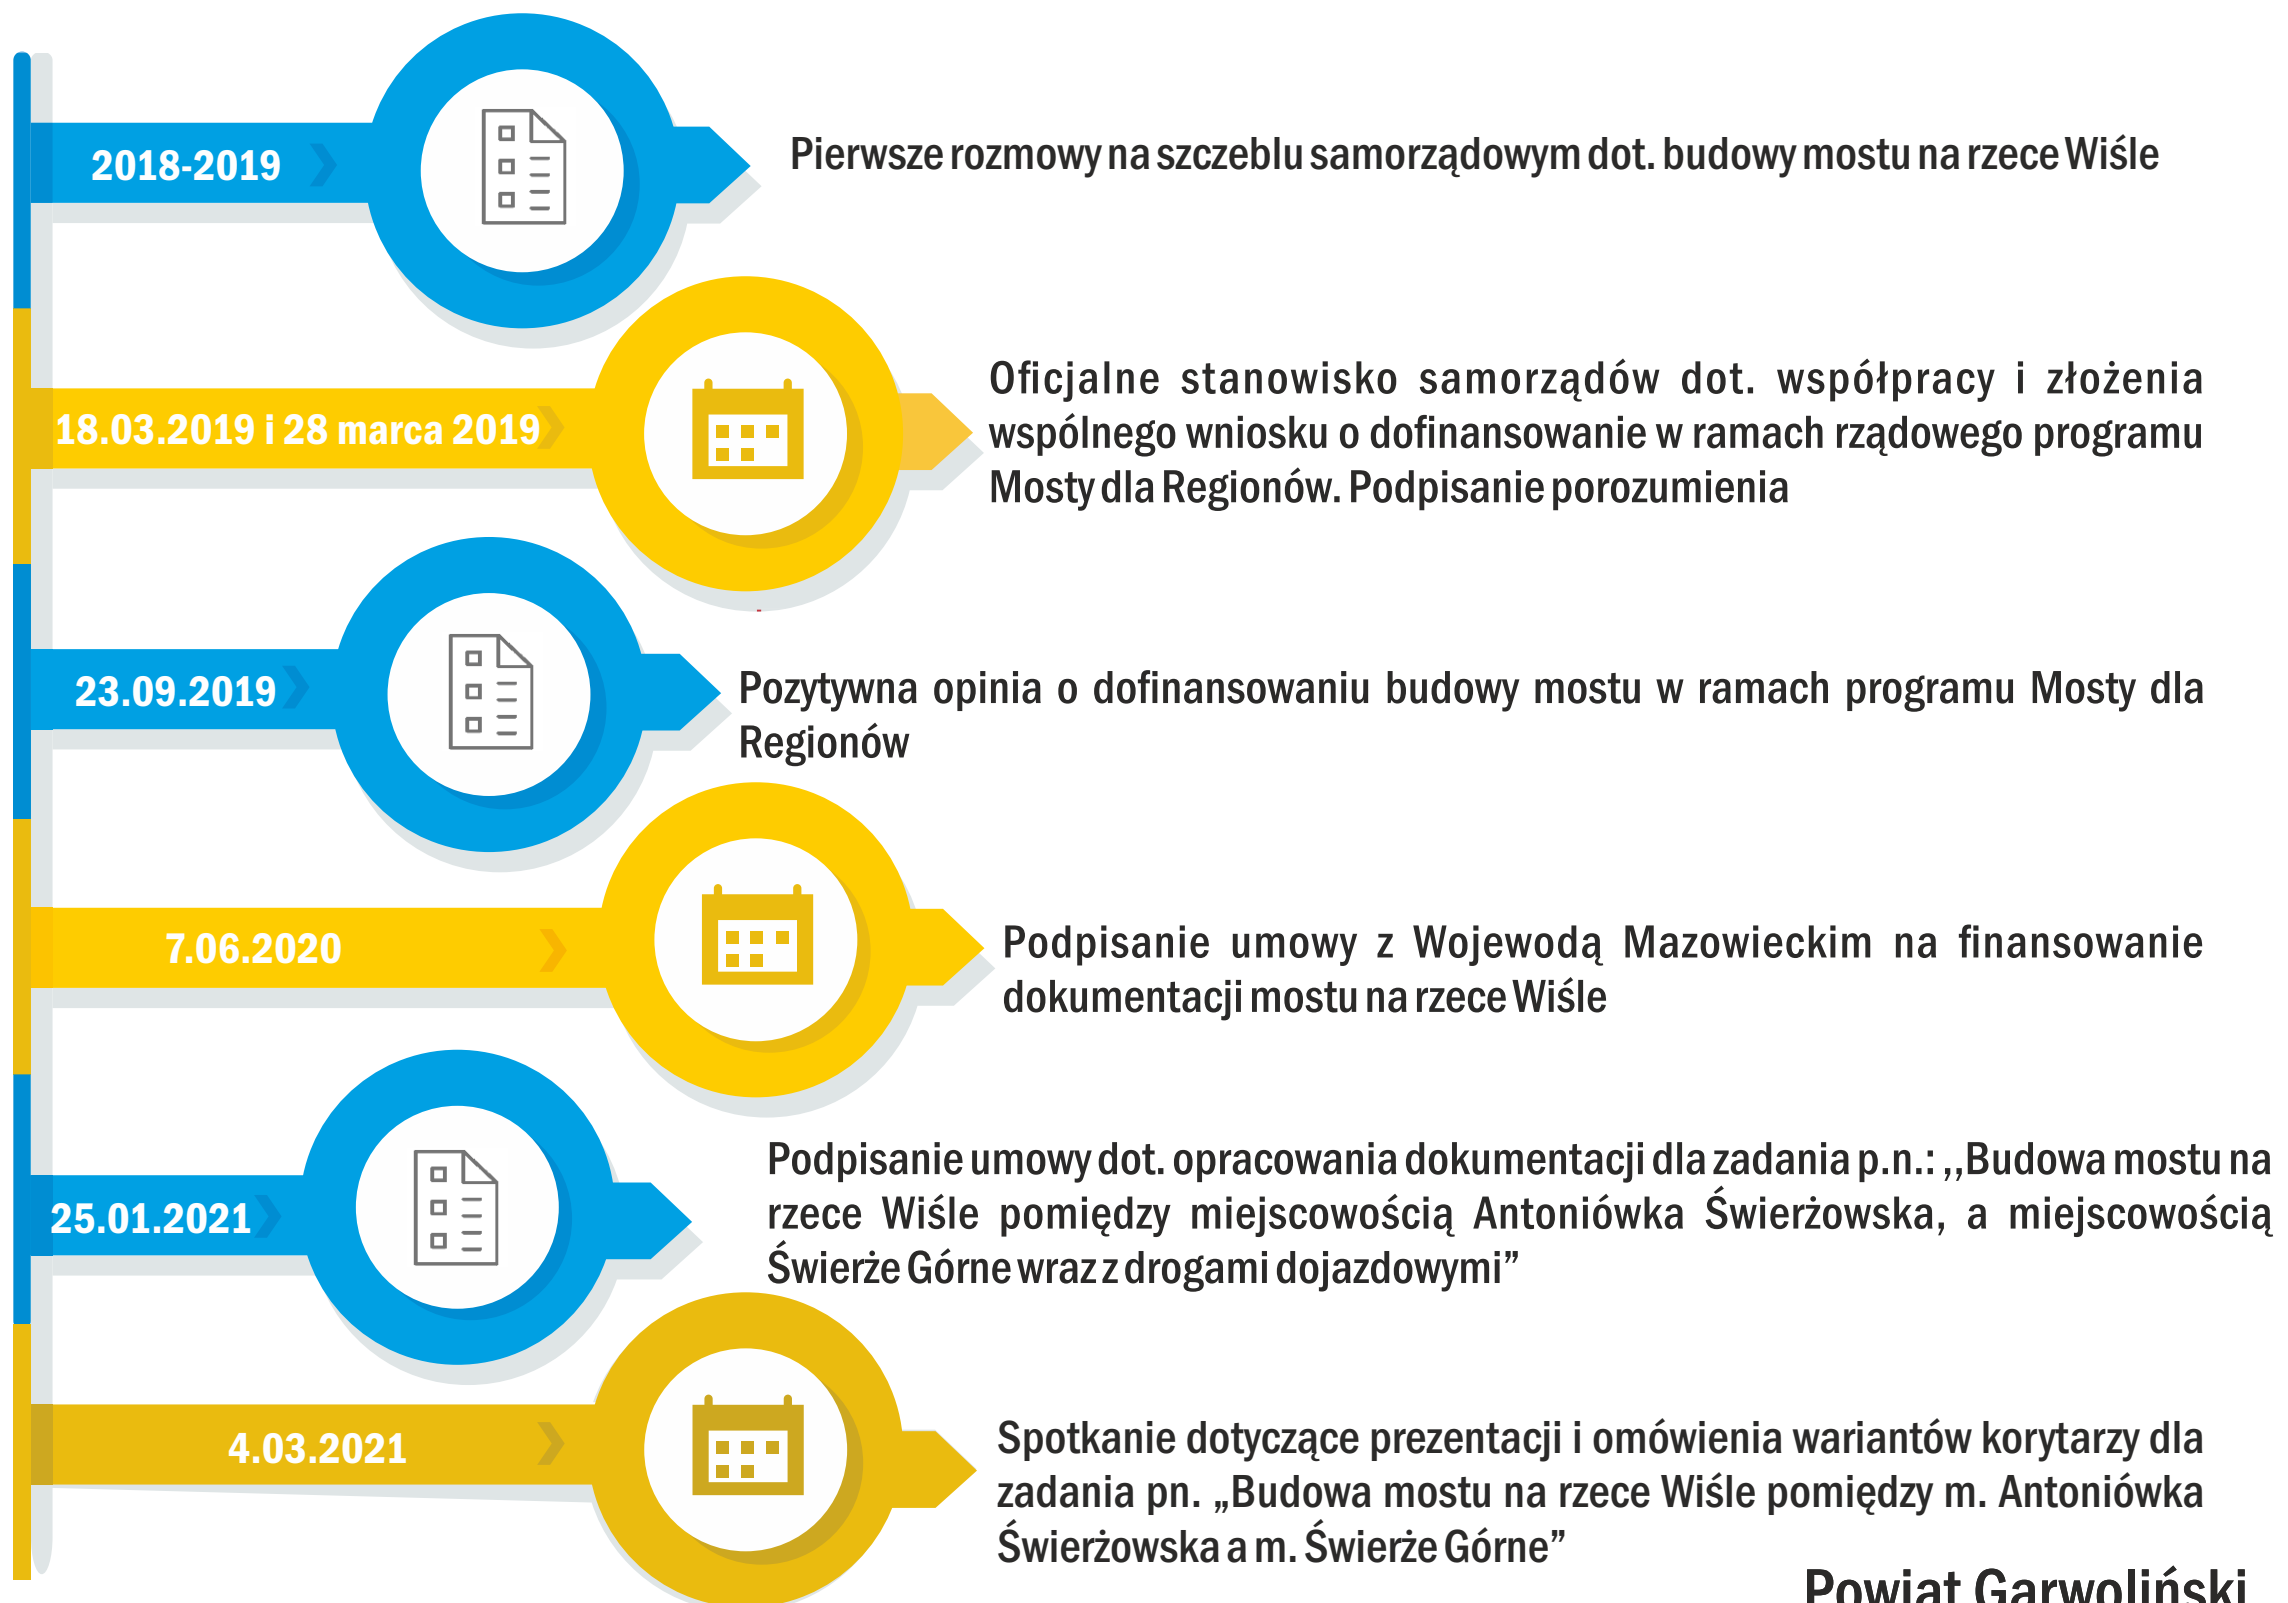 2018-2019
Pierwsze rozmowy na szczeblu samorządowym dot. budowy mostu na rzece Wiśle
18.03.2019 i 28 marca 2019
Oficjalne stanowisko samorządów dot. współpracy i złożenia
wspólnego wniosku o dofinansowanie w ramach rządowego programu
Mosty dla Regionów. Podpisanie porozumienia
23.09.2019
Pozytywna opinia o dofinansowaniu budowy mostu w ramach programu Mosty dla
Regionów
7.06.2020
Podpisanie umowy z Wojewodą Mazowieckim na finansowanie
dokumentacji mostu na rzece Wiśle
25.01.2021
Podpisanie umowy dot. opracowania dokumentacji dla zadania p.n.: ,,Budowa mostu na
rzece Wiśle pomiędzy miejscowością Antoniówka Świerżowska, a miejscowością
Świerże Górne wraz z drogami dojazdowymi”
4.03.2021
Spotkanie dotyczące prezentacji i omówienia wariantów korytarzy dla
zadania pn. „Budowa mostu na rzece Wiśle pomiędzy m. Antoniówka
Świerżowska a m. Świerże Górne”
Powiat Garwoliński